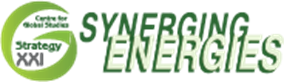 Centre for
Global Studies
Strategy
XXI
SYNERGING
ENERGIES